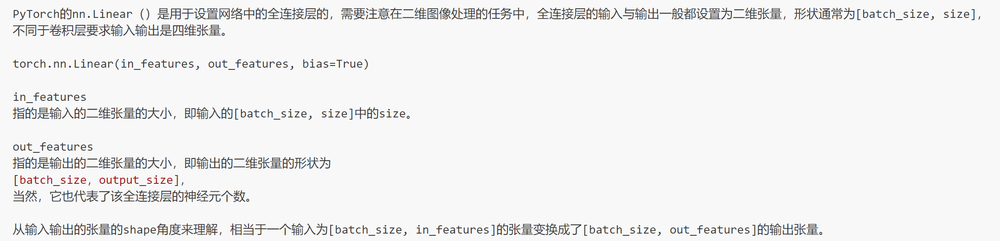 PyTorch的nn.Linear（）是用于设置网络中的全连接层的，需要注意在二维图像处理的任务中，全连接层的输入与输出一般都设置为二维张量，形状通常为[batch_size, size]，
不同于卷积层要求输入输出是四维张量。
torch.nn.Linear(in_features, out_features, bias=True)
in_features
指的是输入的二维张量的大小，即输入的[batch_size, size]中的size。
out_features
指的是输出的二维张量的大小，即输出的二维张量的形状为
[batch_size，output_size]，
当然，它也代表了该全连接层的神经元个数。
从输入输出的张量的shape角度来理解，相当于一个输入为[batch_size, in_features]的张量变换成了[batch_size, out_features]的输出张量。